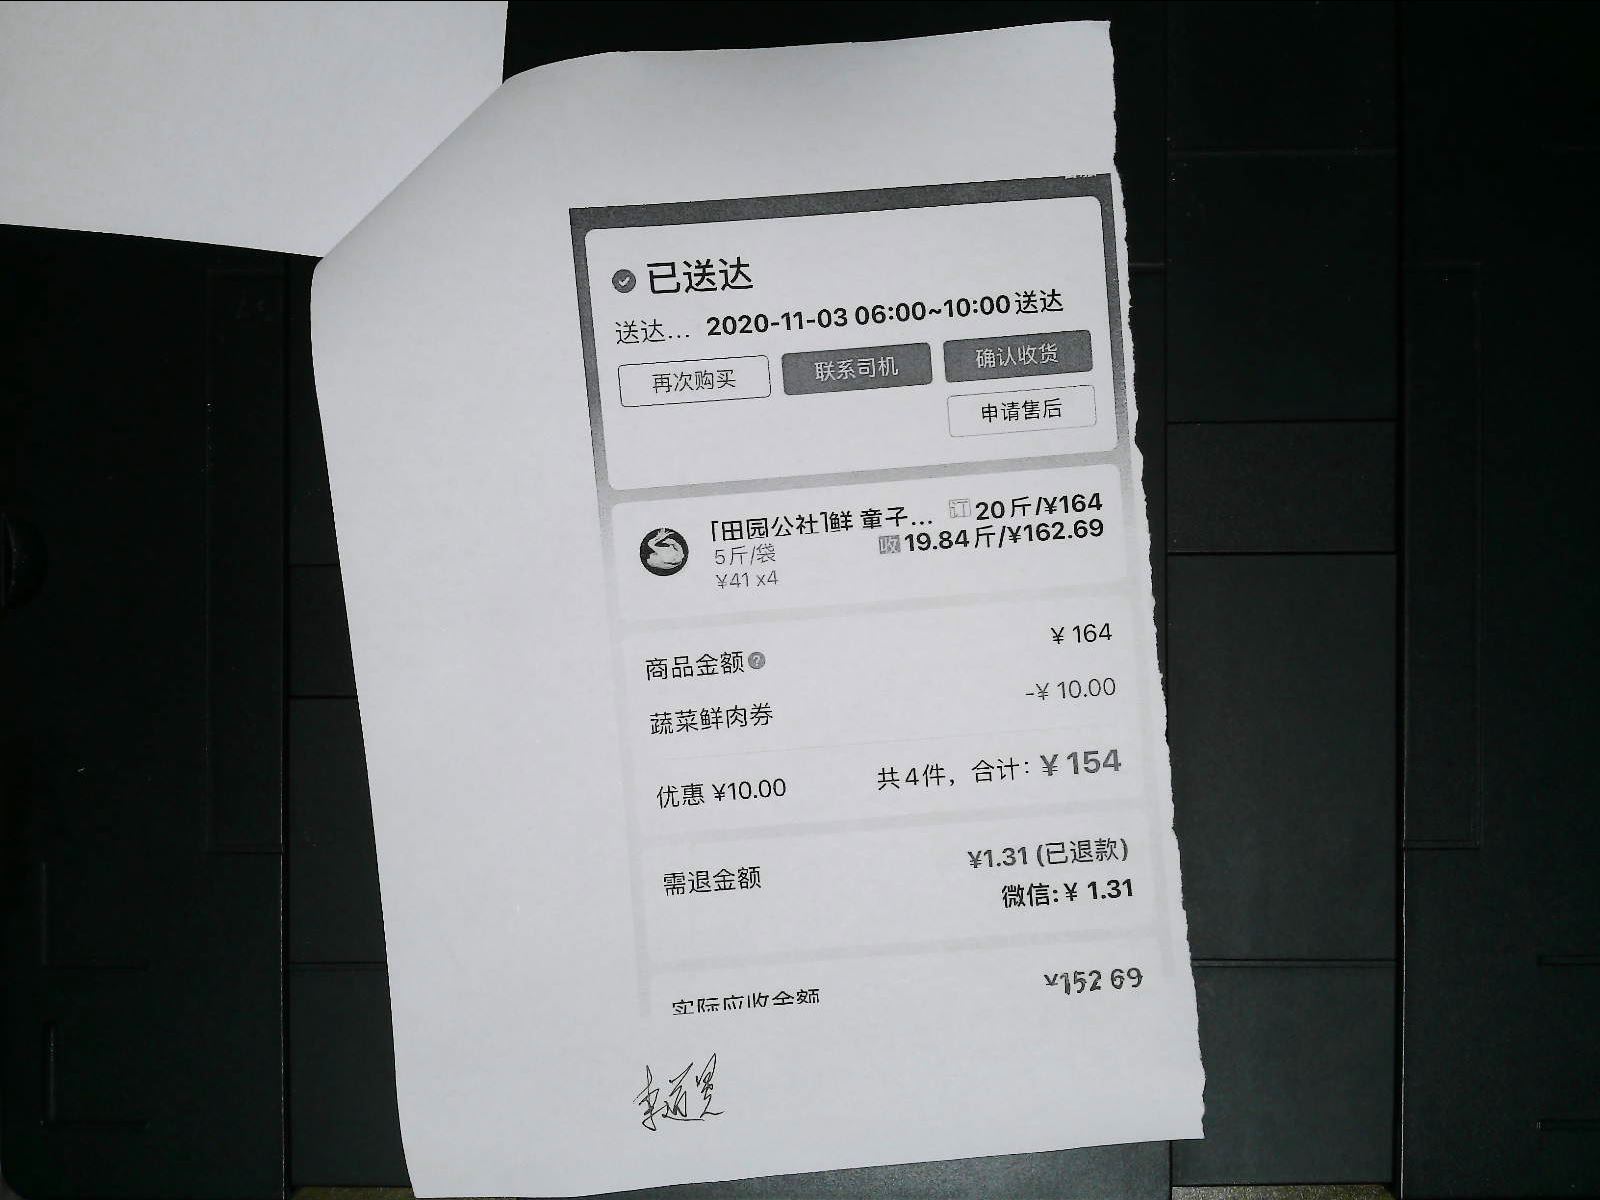 已送达
送达... 2020-11-03 06:00~10:00送达
再次购买 联系司机 确认收货
申请售后
「田园公社」鲜 童子... 订 20斤/¥164
5斤/袋 收 19.84斤/¥162.69
¥41 x4
商品金额 ¥ 164
蔬菜鲜肉券 -¥ 10.00
优惠 ¥10.00 共4件，合计：¥ 154
需退金额 ¥1.31 (已退款)
微信:¥ 1.31
实际应收金额 ¥152.69